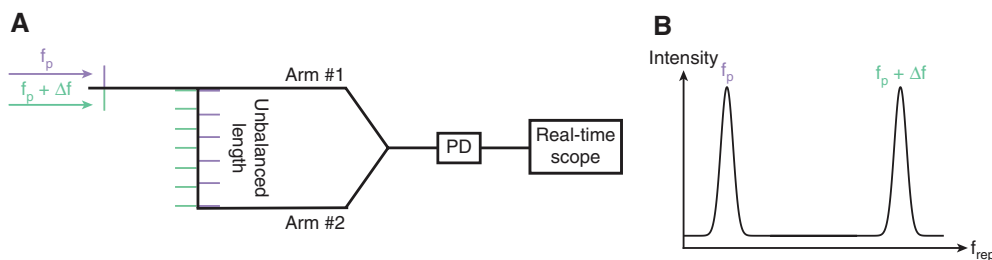 A
f_p
f_p + Δf
Arm #1
Unbalanced
length
Arm #2
PD
Real-time
scope
B
Intensity
f_p
f_p + Δf
f_rep